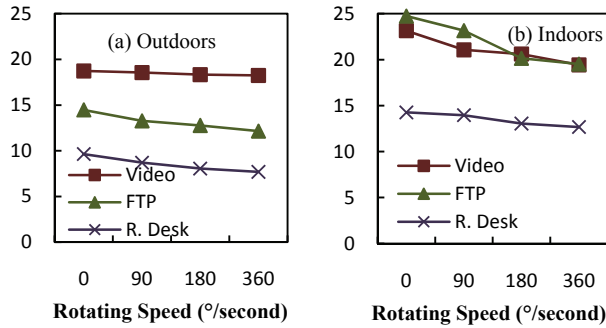 25
20
15
10
5
0
(a) Outdoors
Video
FTP
R. Desk
0 90 180 360
Rotating Speed (°/second)
25
20
15
10
5
0
(b) Indoors
Video
FTP
R. Desk
0 90 180 360
Rotating Speed (°/second)